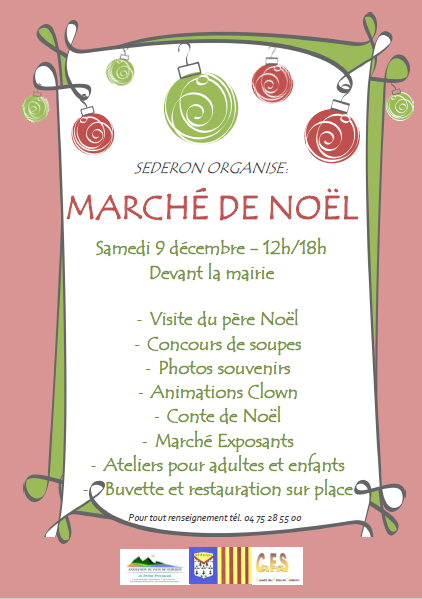 SEDERON ORGANISE:
MARCHÉ DE NOËL
Samedi 9 décembre - 12h/18h
Devant la mairie
- Visite du père Noël
- Concours de soupes
- Photos souvenirs
- Animations Clown
- Conte de Noël
- Marché Exposants
- Ateliers pour adultes et enfants
- Buvette et restauration sur place
Pour tout renseignement tél. 04 75 28 55 00